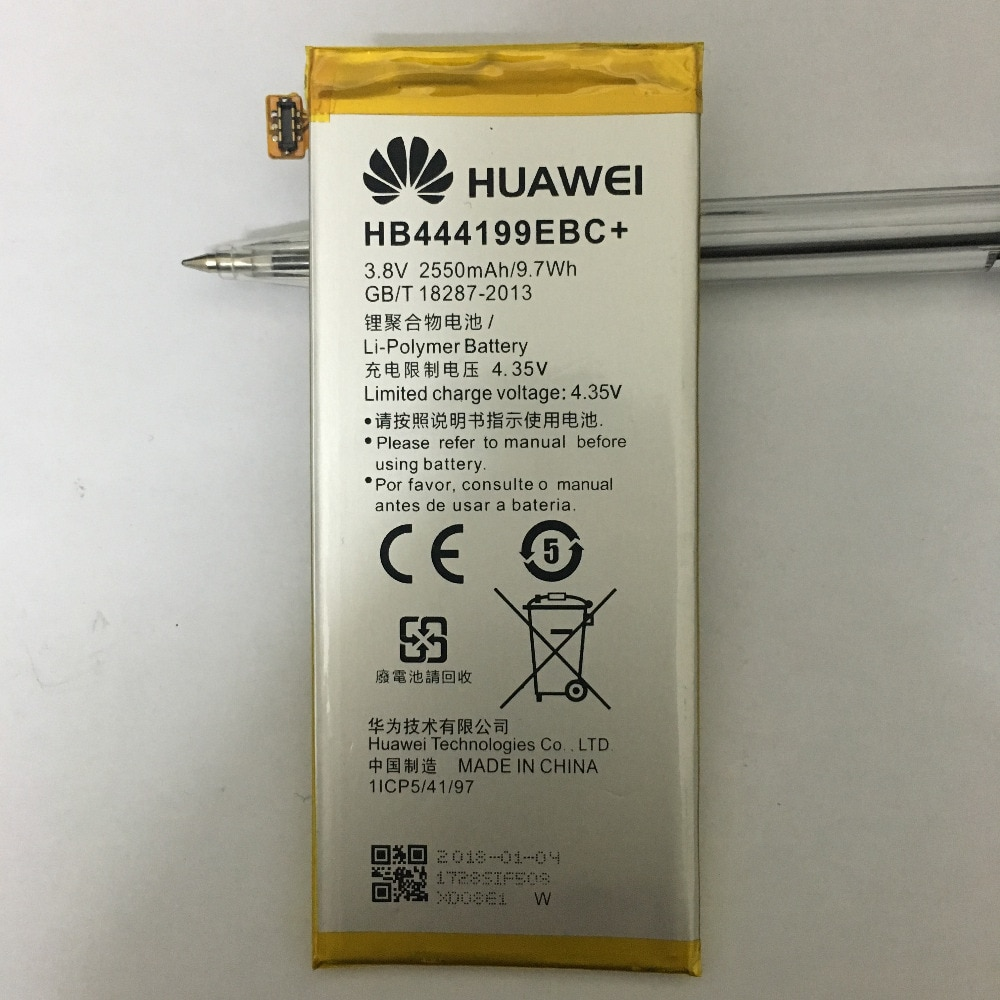 HUAWEI
HB444199EBC+
3.8V 2550mAh/9.7Wh
GB/T 18287-2013
锂聚合物电池 /
Li-Polymer Battery
充电限制电压 4.35V
Limited charge voltage: 4.35V
•请按照说明书指示使用电池.
•Please refer to manual before
using battery.
•Por favor, consulte o manual
antes de usar a bateria.
CE
5
廢電池請回收
华为技术有限公司
Huawei Technologies Co., LTD.
中国制造 MADE IN CHINA
1ICP5/41/97
2018-01-04
1728SIF509
XD0861 W